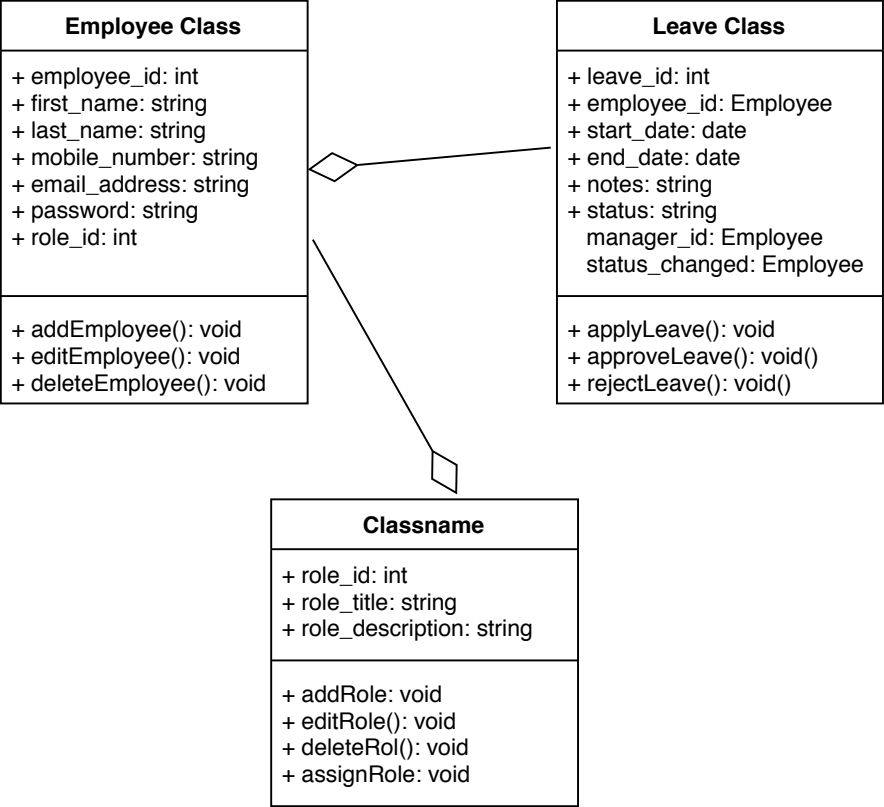 Employee Class
+ employee_id: int
+ first_name: string
+ last_name: string
+ mobile_number: string
+ email_address: string
+ password: string
+ role_id: int
+ addEmployee(): void
+ editEmployee(): void
+ deleteEmployee(): void
Leave Class
+ leave_id: int
+ employee_id: Employee
+ start_date: date
+ end_date: date
+ notes: string
+ status: string
manager_id: Employee
status_changed: Employee
+ applyLeave(): void
+ approveLeave(): void()
+ rejectLeave(): void()
Classname
+ role_id: int
+ role_title: string
+ role_description: string
+ addRole: void
+ editRole(): void
+ deleteRol(): void
+ assignRole: void